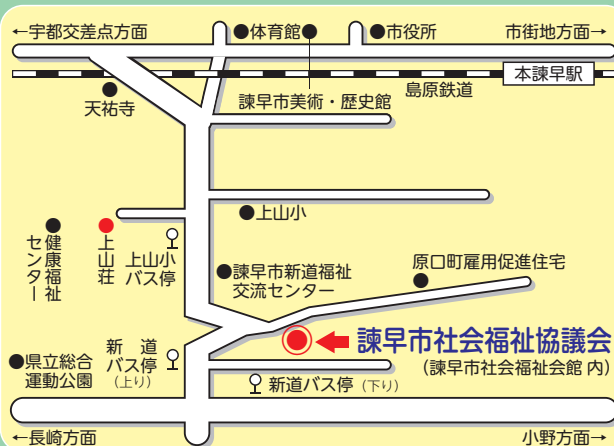 ←宇都交差点方面
●体育館●
●市役所
市街地方面→
本諫早駅
島原鉄道
天祐寺
諫早市美術・歴史館
●上山小
健康福祉
センター
上山荘
上山小
バス停
●諫早市新道福祉
交流センター
原口町雇用促進住宅
諫早市社会福祉協議会
(諫早市社会福祉会館 内)
新 道
バス停
(上り)
●県立総合
運動公園
新道バス停 (下り)
←長崎方面
小野方面→